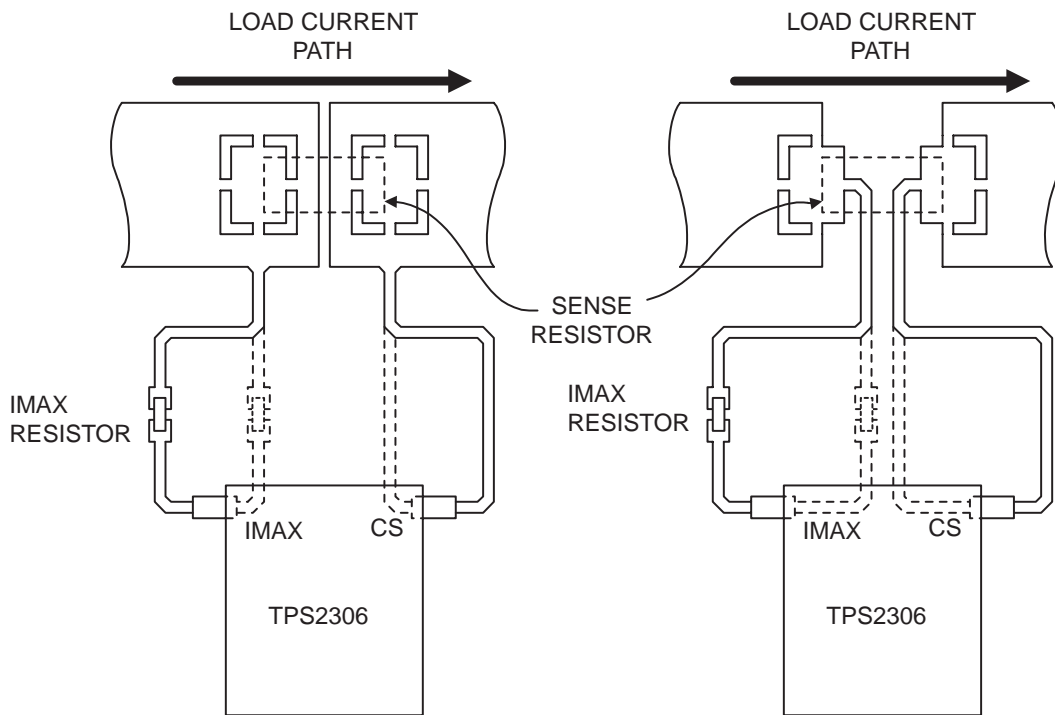 LOAD CURRENT
PATH
LOAD CURRENT
PATH
SENSE
RESISTOR
IMAX
RESISTOR
IMAX
RESISTOR
IMAX
CS
IMAX
CS
TPS2306
TPS2306